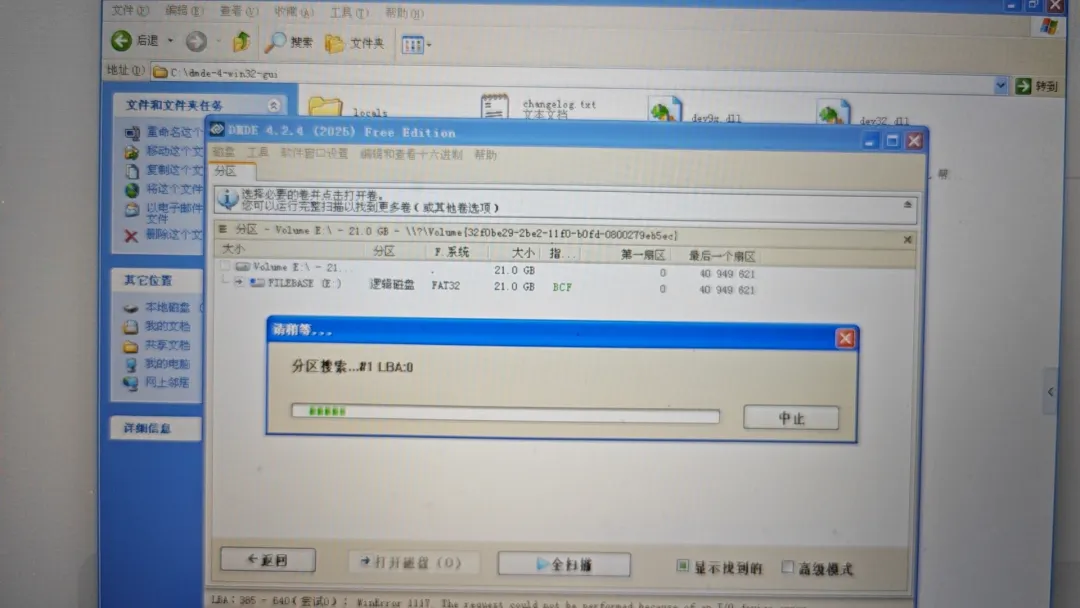 文件(F) 编辑(E) 查看(V) 收藏(A) 工具(T) 帮助(H)
后退 搜索 文件夹
地址(D) C:\dmde-4-win32-gui 转到
文件和文件夹任务
locals
changelog.txt
文本文档
dev9x.dll
dev32.dll
重命名这个
移动这个文
复制这个文
将这个文件
以电子邮件
文件
删除这个文
其它位置
本地磁盘 (
我的文档
共享文档
我的电脑
网上邻居
详细信息
DMDE 4.2.4 (2025) Free Edition
磁盘 工具 软件窗口设置 编辑和查看十六进制 帮助
分区
选择必要的卷并点击打开卷。
您可以运行完整扫描以找到更多卷(或其他卷选项)
分区 - Volume E:\ - 21.0 GB - \\?\Volume{32f0be29-2be2-11f0-b0fd-0800279eb5ec}
大小 分区 F.系统 大小 指... 第一扇区 最后一个扇区
Volume E:\ - 21... . 21.0 GB 0 40 949 621
FILEBASE (E:) 逻辑磁盘 FAT32 21.0 GB BCF 0 40 949 621
请稍等...
分区搜索...#1 LBA:0
中止
返回 打开磁盘(O) 全扫描 显示找到的 高级模式
LBA: 385 - 640(尝试0): WinError 1117. The request could not be performed because of an I/O device error